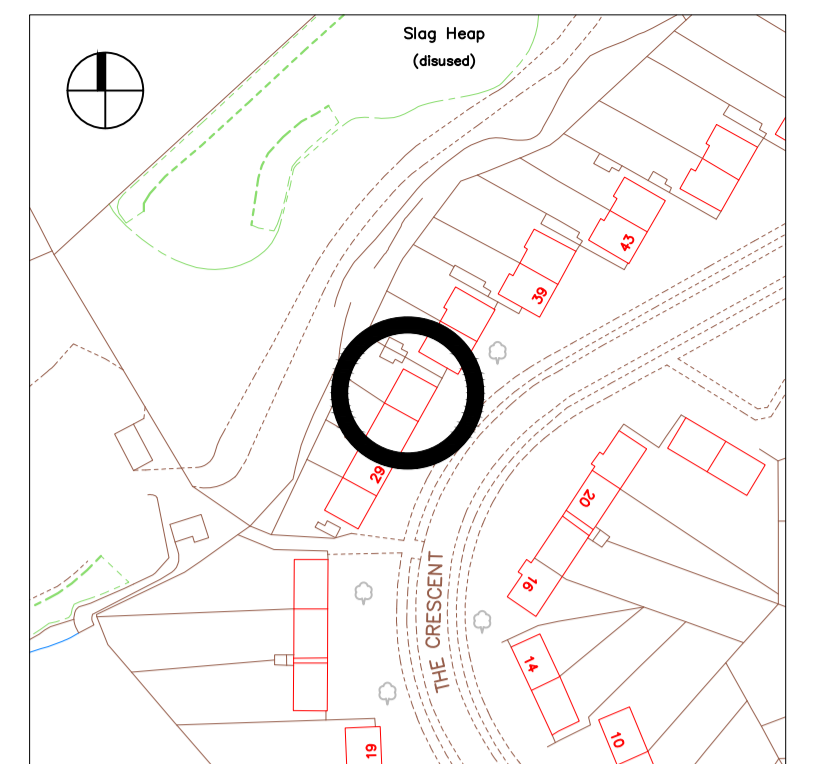 Slag Heap
(disused)
43
39
29
20
16
THE CRESCENT
14
10
19